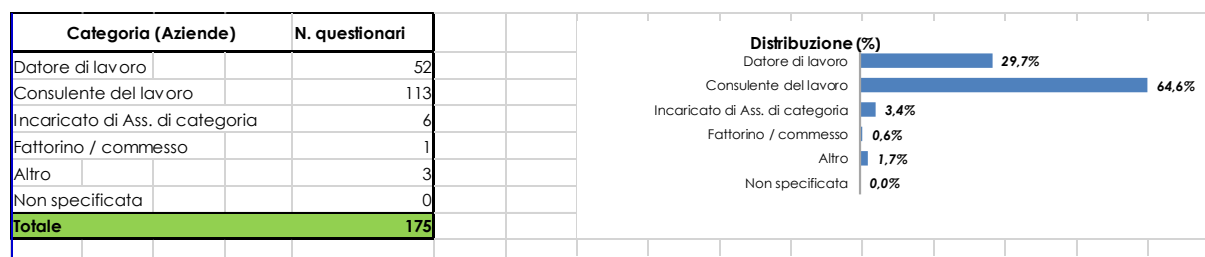 Categoria (Aziende) N. questionari
Datore di lavoro 52
Consulente del lavoro 113
Incaricato di Ass. di categoria 6
Fattorino / commesso 1
Altro 3
Non specificata 0
Totale 175
Distribuzione (%)
Datore di lavoro 29,7%
Consulente del lavoro 64,6%
Incaricato di Ass. di categoria 3,4%
Fattorino / commesso 0,6%
Altro 1,7%
Non specificata 0,0%